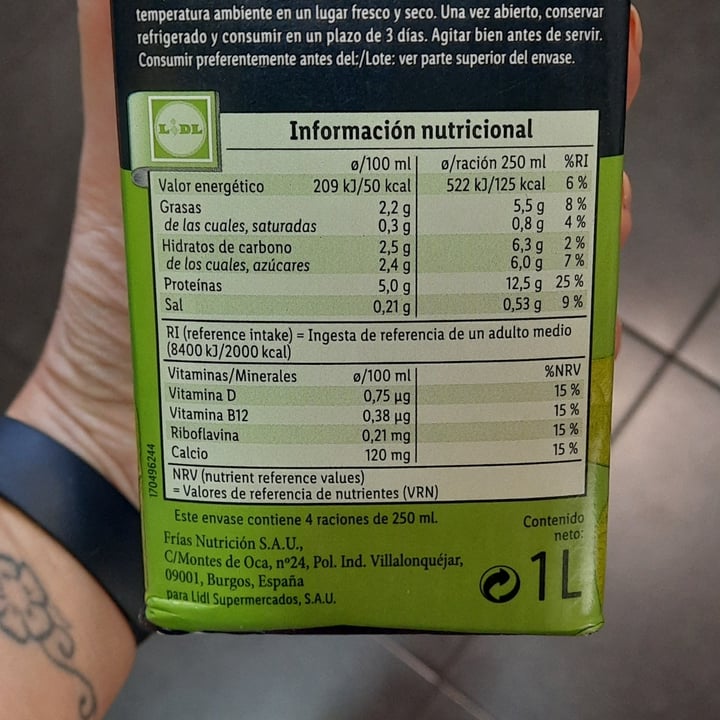 temperatura ambiente en un lugar fresco y seco. Una vez abierto, conservar
refrigerado y consumir en un plazo de 3 días. Agitar bien antes de servir.
Consumir preferentemente antes del:/Lote: ver parte superior del envase.
LIDL
Información nutricional
ø/100 ml ø/ración 250 ml %RI
Valor energético 209 kJ/50 kcal 522 kJ/125 kcal 6 %
Grasas 2,2 g 5,5 g 8 %
de las cuales, saturadas 0,3 g 0,8 g 4 %
Hidratos de carbono 2,5 g 6,3 g 2 %
de los cuales, azúcares 2,4 g 6,0 g 7 %
Proteínas 5,0 g 12,5 g 25 %
Sal 0,21 g 0,53 g 9 %
RI (reference intake) = Ingesta de referencia de un adulto medio
(8400 kJ/2000 kcal)
Vitaminas/Minerales ø/100 ml %NRV
Vitamina D 0,75 µg 15 %
Vitamina B12 0,38 µg 15 %
Riboflavina 0,21 mg 15 %
Calcio 120 mg 15 %
NRV (nutrient reference values)
= Valores de referencia de nutrientes (VRN)
170496244
Este envase contiene 4 raciones de 250 ml.
Frías Nutrición S.A.U.,
C/Montes de Oca, nº24, Pol. Ind. Villalonquéjar,
09001, Burgos, España
para Lidl Supermercados, S.A.U.
Contenido
neto:
1L